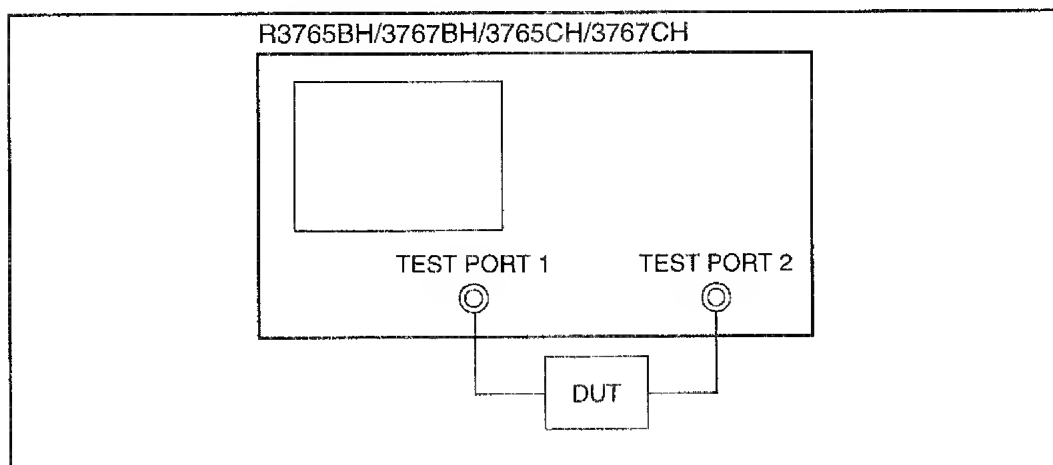 R3765BH/3767BH/3765CH/3767CH
TEST PORT 1 TEST PORT 2
DUT